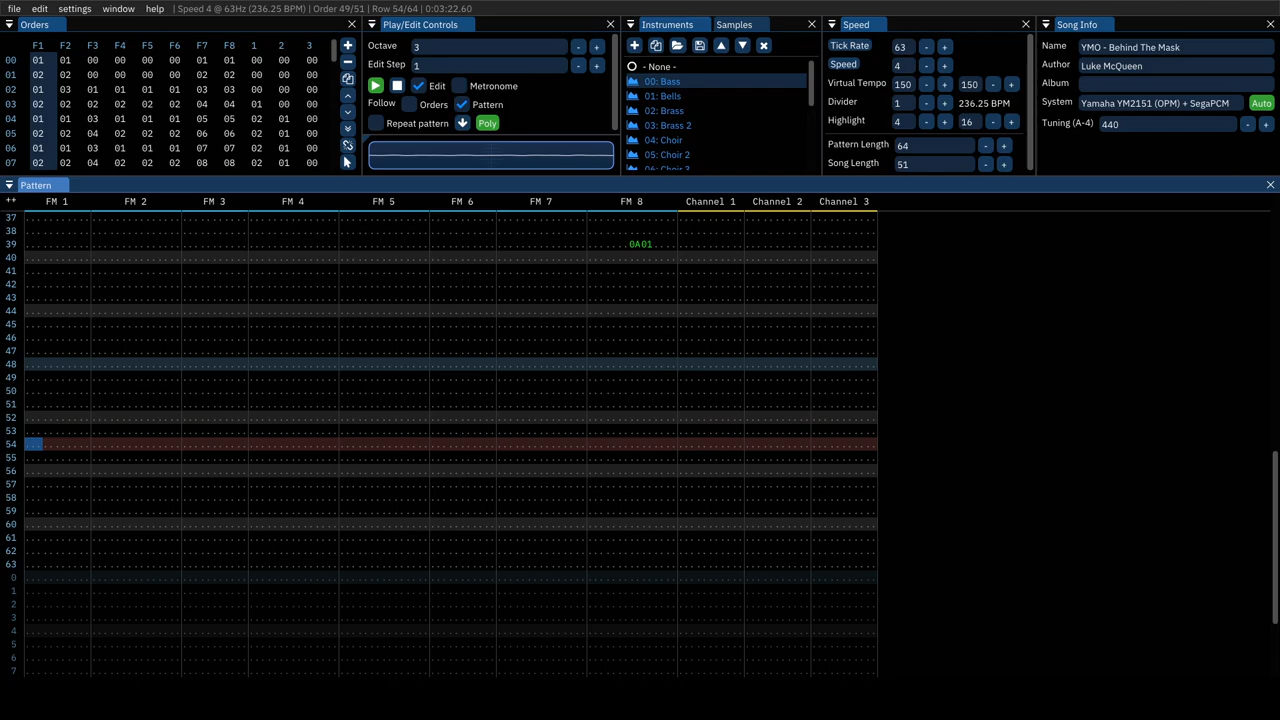 file edit settings window help | Speed 4 @ 63Hz (236.25 BPM) | Order 49/51 | Row 54/64 | 0:03:22.60
Orders
F1 F2 F3 F4 F5 F6 F7 F8 1 2 3
00 01 01 00 00 00 00 00 00 00 00 00
01 02 02 00 00 00 00 02 02 00 00 00
02 01 01 03 01 01 01 03 03 01 01 00
03 02 02 04 02 02 02 04 04 01 01 00
04 01 01 03 01 01 01 05 05 02 01 00
05 02 02 04 02 02 02 06 06 02 01 00
06 01 01 03 01 01 01 07 01 02 01 00
07 02 04 02 02 02 02 08 08 02 01 00
Play/Edit Controls
Octave 3 - +
Edit Step 1 - +
Edit Metronome
Follow Orders Pattern
Repeat pattern Poly
Instruments Samples
- None -
00: Bass
01: Bells
02: Brass
03: Brass 2
04: Choir
05: Choir 2
06: Choir 3
Speed
Tick Rate 63 - +
Speed 4 - +
Virtual Tempo 150 - + 150 - +
Divider 1 - + 236.25 BPM
Highlight 4 - + 16 - +
Pattern Length 64 - +
Song Length 51 - +
Song Info
Name YMO - Behind The Mask
Author Luke McQueen
Album
System Yamaha YM2151 (OPM) + SegaPCM Auto
Tuning (A-4) 440 - +
Pattern
++ FM 1 FM 2 FM 3 FM 4 FM 5 FM 6 FM 7 FM 8 Channel 1 Channel 2 Channel 3
37
38
39 0A01
40
41
42
43
44
45
46
47
48
49
50
51
52
53
54
55
56
57
58
59
60
61
62
63
0
1
2
3
4
5
6
7